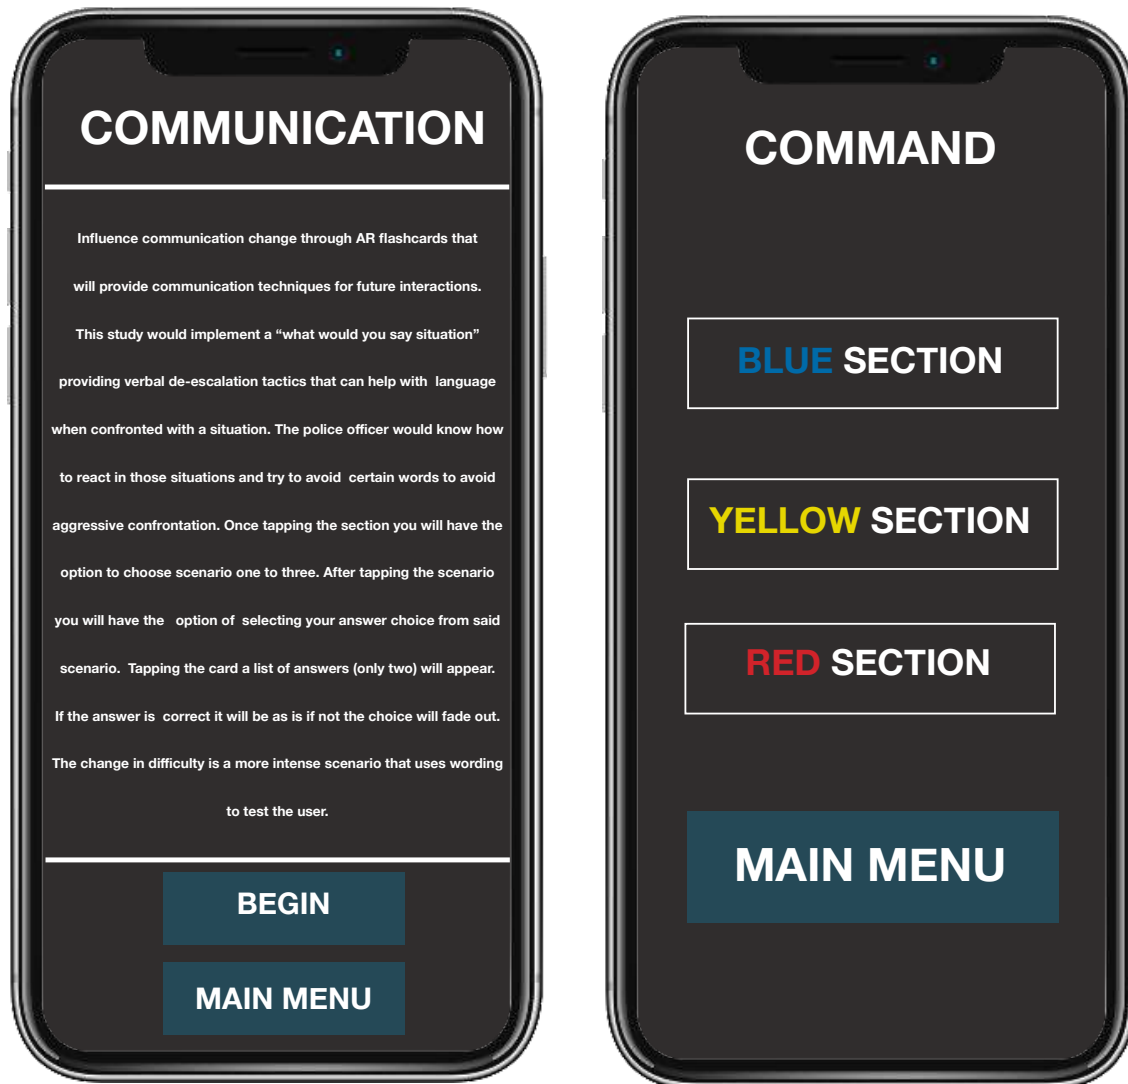 COMMUNICATION
Influence communication change through AR flashcards that
will provide communication techniques for future interactions.
This study would implement a “what would you say situation”
providing verbal de-escalation tactics that can help with language
when confronted with a situation. The police officer would know how
to react in those situations and try to avoid certain words to avoid
aggressive confrontation. Once tapping the section you will have the
option to choose scenario one to three. After tapping the scenario
you will have the option of selecting your answer choice from said
scenario. Tapping the card a list of answers (only two) will appear.
If the answer is correct it will be as is if not the choice will fade out.
The change in difficulty is a more intense scenario that uses wording
to test the user.
BEGIN
MAIN MENU
COMMAND
BLUE SECTION
YELLOW SECTION
RED SECTION
MAIN MENU